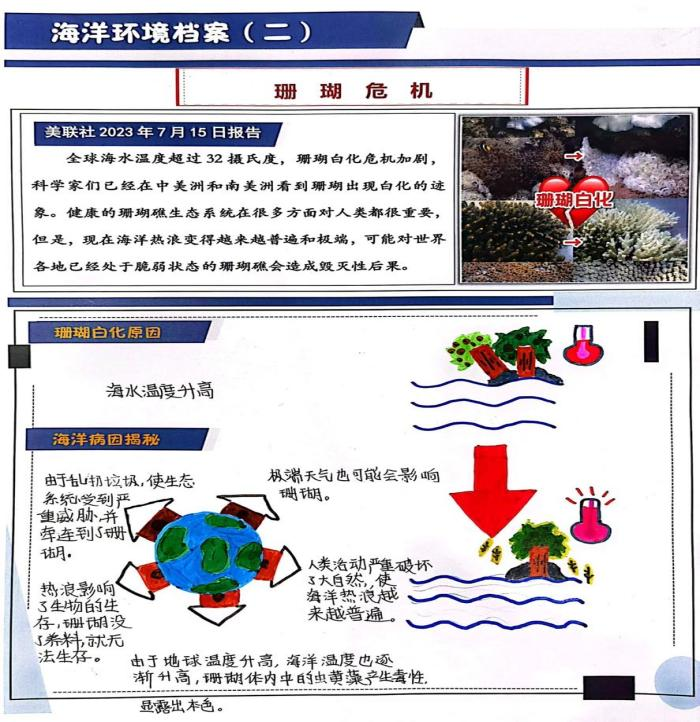 海洋环境档案（二）
珊瑚危机
美联社2023年7月15日报告
全球海水温度超过32摄氏度，珊瑚白化危机加剧，
科学家们已经在中美洲和南美洲看到珊瑚出现白化的迹
象。健康的珊瑚礁生态系统在很多方面对人类都很重要，
但是，现在海洋热浪变得越来越普遍和极端，可能对世界
各地已经处于脆弱状态的珊瑚礁会造成毁灭性后果。
珊瑚白化
珊瑚白化原因
海水温度升高
海洋病因揭秘
由于乱扔垃圾，使生态
系统受到严
重威胁，并
牵连到了珊
瑚。
极端天气也可能会影响
珊瑚。
热浪影响
了生物的生
存，珊瑚没
了养料，就无
法生存。
人类活动严重破坏
了大自然，使
海洋热浪越
来越普遍。
由于地球温度升高，海洋温度也逐
渐升高，珊瑚体内中的虫黄藻产生毒性，
显露出本色。